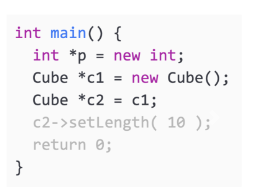 int main() {
int *p = new int;
Cube *c1 = new Cube();
Cube *c2 = c1;
c2->setLength( 10 );
return 0;
}